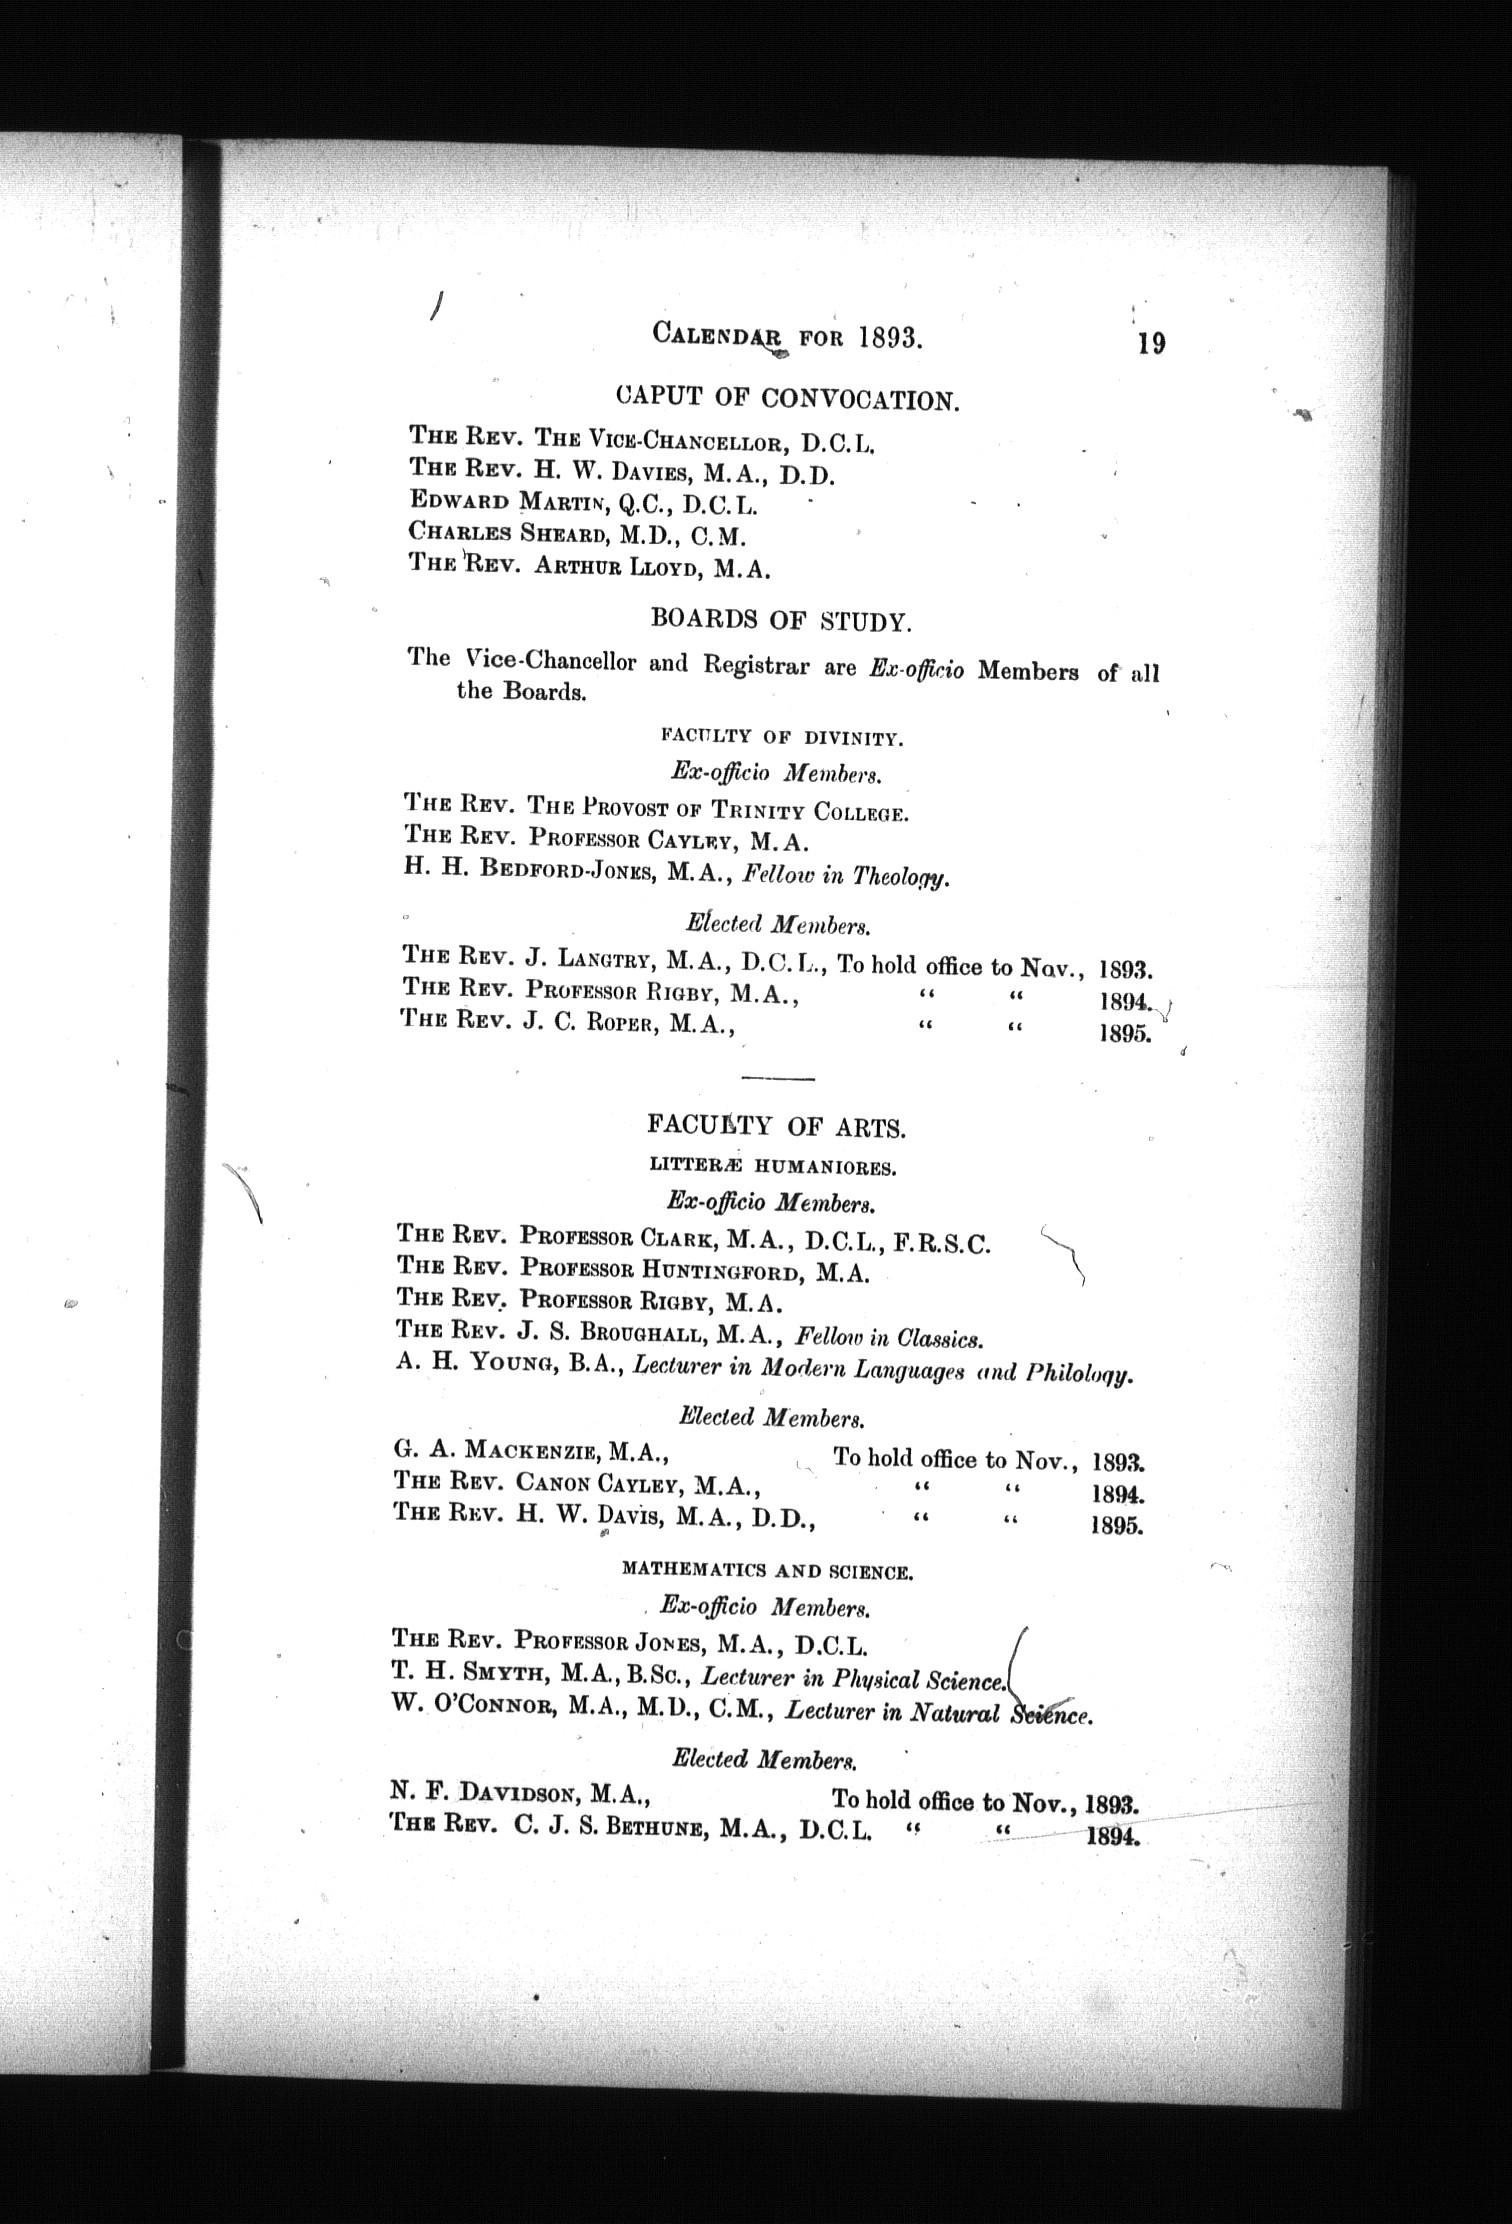 CALENDAR FOR 1893. 19
CAPUT OF CONVOCATION.
THE REV. THE VICE-CHANCELLOR, D.C.L.
THE REV. H. W. DAVIES, M.A., D.D.
EDWARD MARTIN, Q.C., D.C.L.
CHARLES SHEARD, M.D., C.M.
THE REV. ARTHUR LLOYD, M.A.
BOARDS OF STUDY.
The Vice-Chancellor and Registrar are Ex-officio Members of all
the Boards.
FACULTY OF DIVINITY.
Ex-officio Members.
THE REV. THE PROVOST OF TRINITY COLLEGE.
THE REV. PROFESSOR CAYLEY, M.A.
H. H. BEDFORD-JONES, M.A., Fellow in Theology.
Elected Members.
THE REV. J. LANGTRY, M.A., D.C.L., To hold office to Nov., 1893.
THE REV. PROFESSOR RIGBY, M.A., “ “ 1894.
THE REV. J. C. ROPER, M.A., “ “ 1895.
FACULTY OF ARTS.
LITTERÆ HUMANIORES.
Ex-officio Members.
THE REV. PROFESSOR CLARK, M.A., D.C.L., F.R.S.C.
THE REV. PROFESSOR HUNTINGFORD, M.A.
THE REV. PROFESSOR RIGBY, M.A.
THE REV. J. S. BROUGHALL, M.A., Fellow in Classics.
A. H. YOUNG, B.A., Lecturer in Modern Languages and Philology.
Elected Members.
G. A. MACKENZIE, M.A., To hold office to Nov., 1893.
THE REV. CANON CAYLEY, M.A., “ “ 1894.
THE REV. H. W. DAVIS, M.A., D.D., “ “ 1895.
MATHEMATICS AND SCIENCE.
Ex-officio Members.
THE REV. PROFESSOR JONES, M.A., D.C.L.
T. H. SMYTH, M.A., B.SC., Lecturer in Physical Science.
W. O'CONNOR, M.A., M.D., C.M., Lecturer in Natural Science.
Elected Members.
N. F. DAVIDSON, M.A., To hold office to Nov., 1893.
THE REV. C. J. S. BETHUNE, M.A., D.C.L. “ “ 1894.